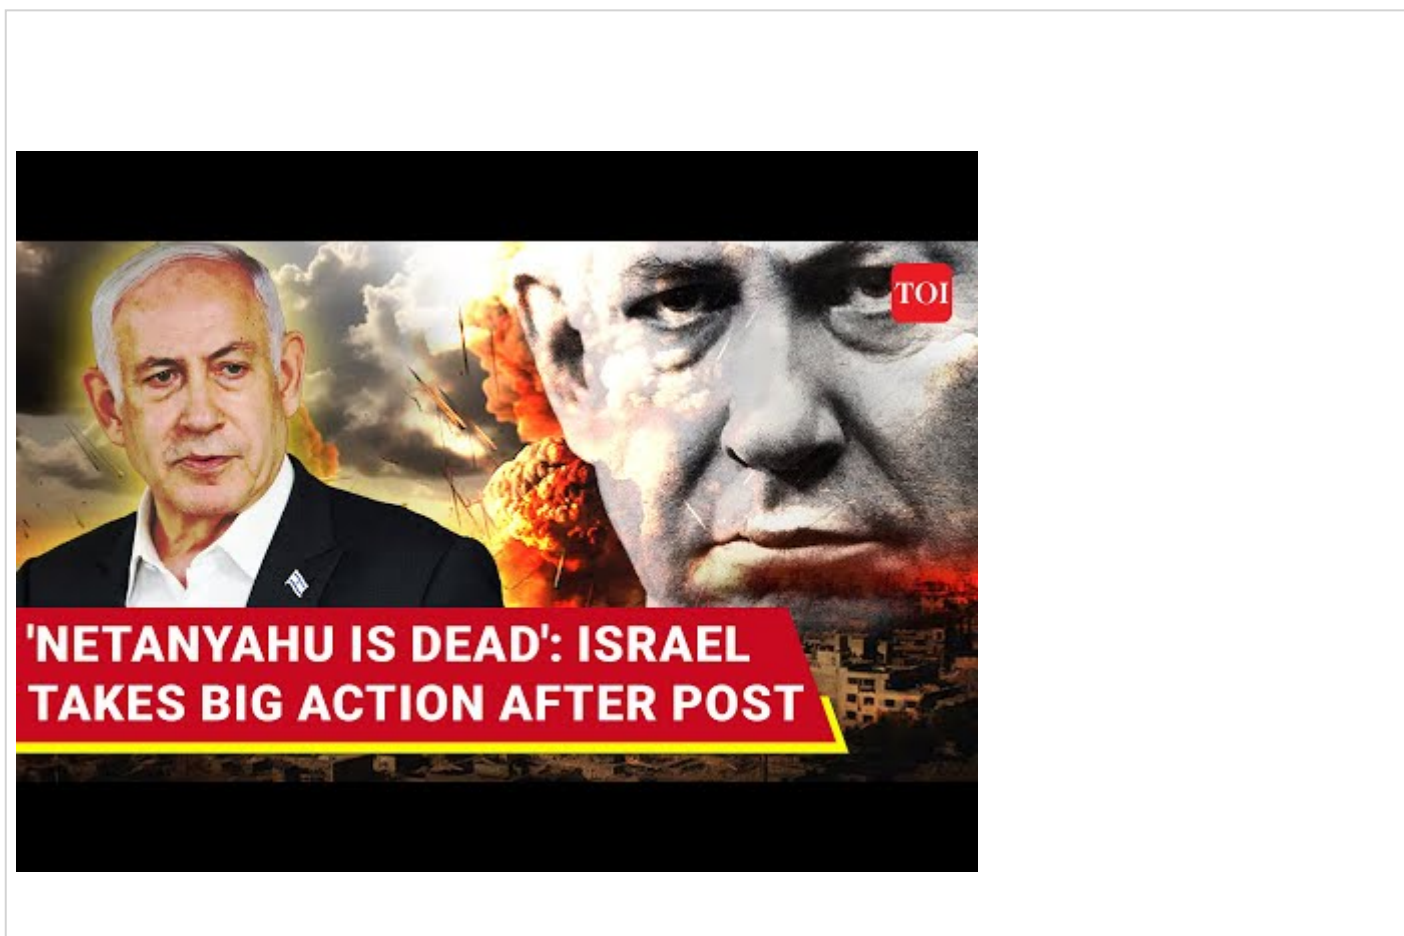 TOI
'NETANYAHU IS DEAD': ISRAEL
TAKES BIG ACTION AFTER POST